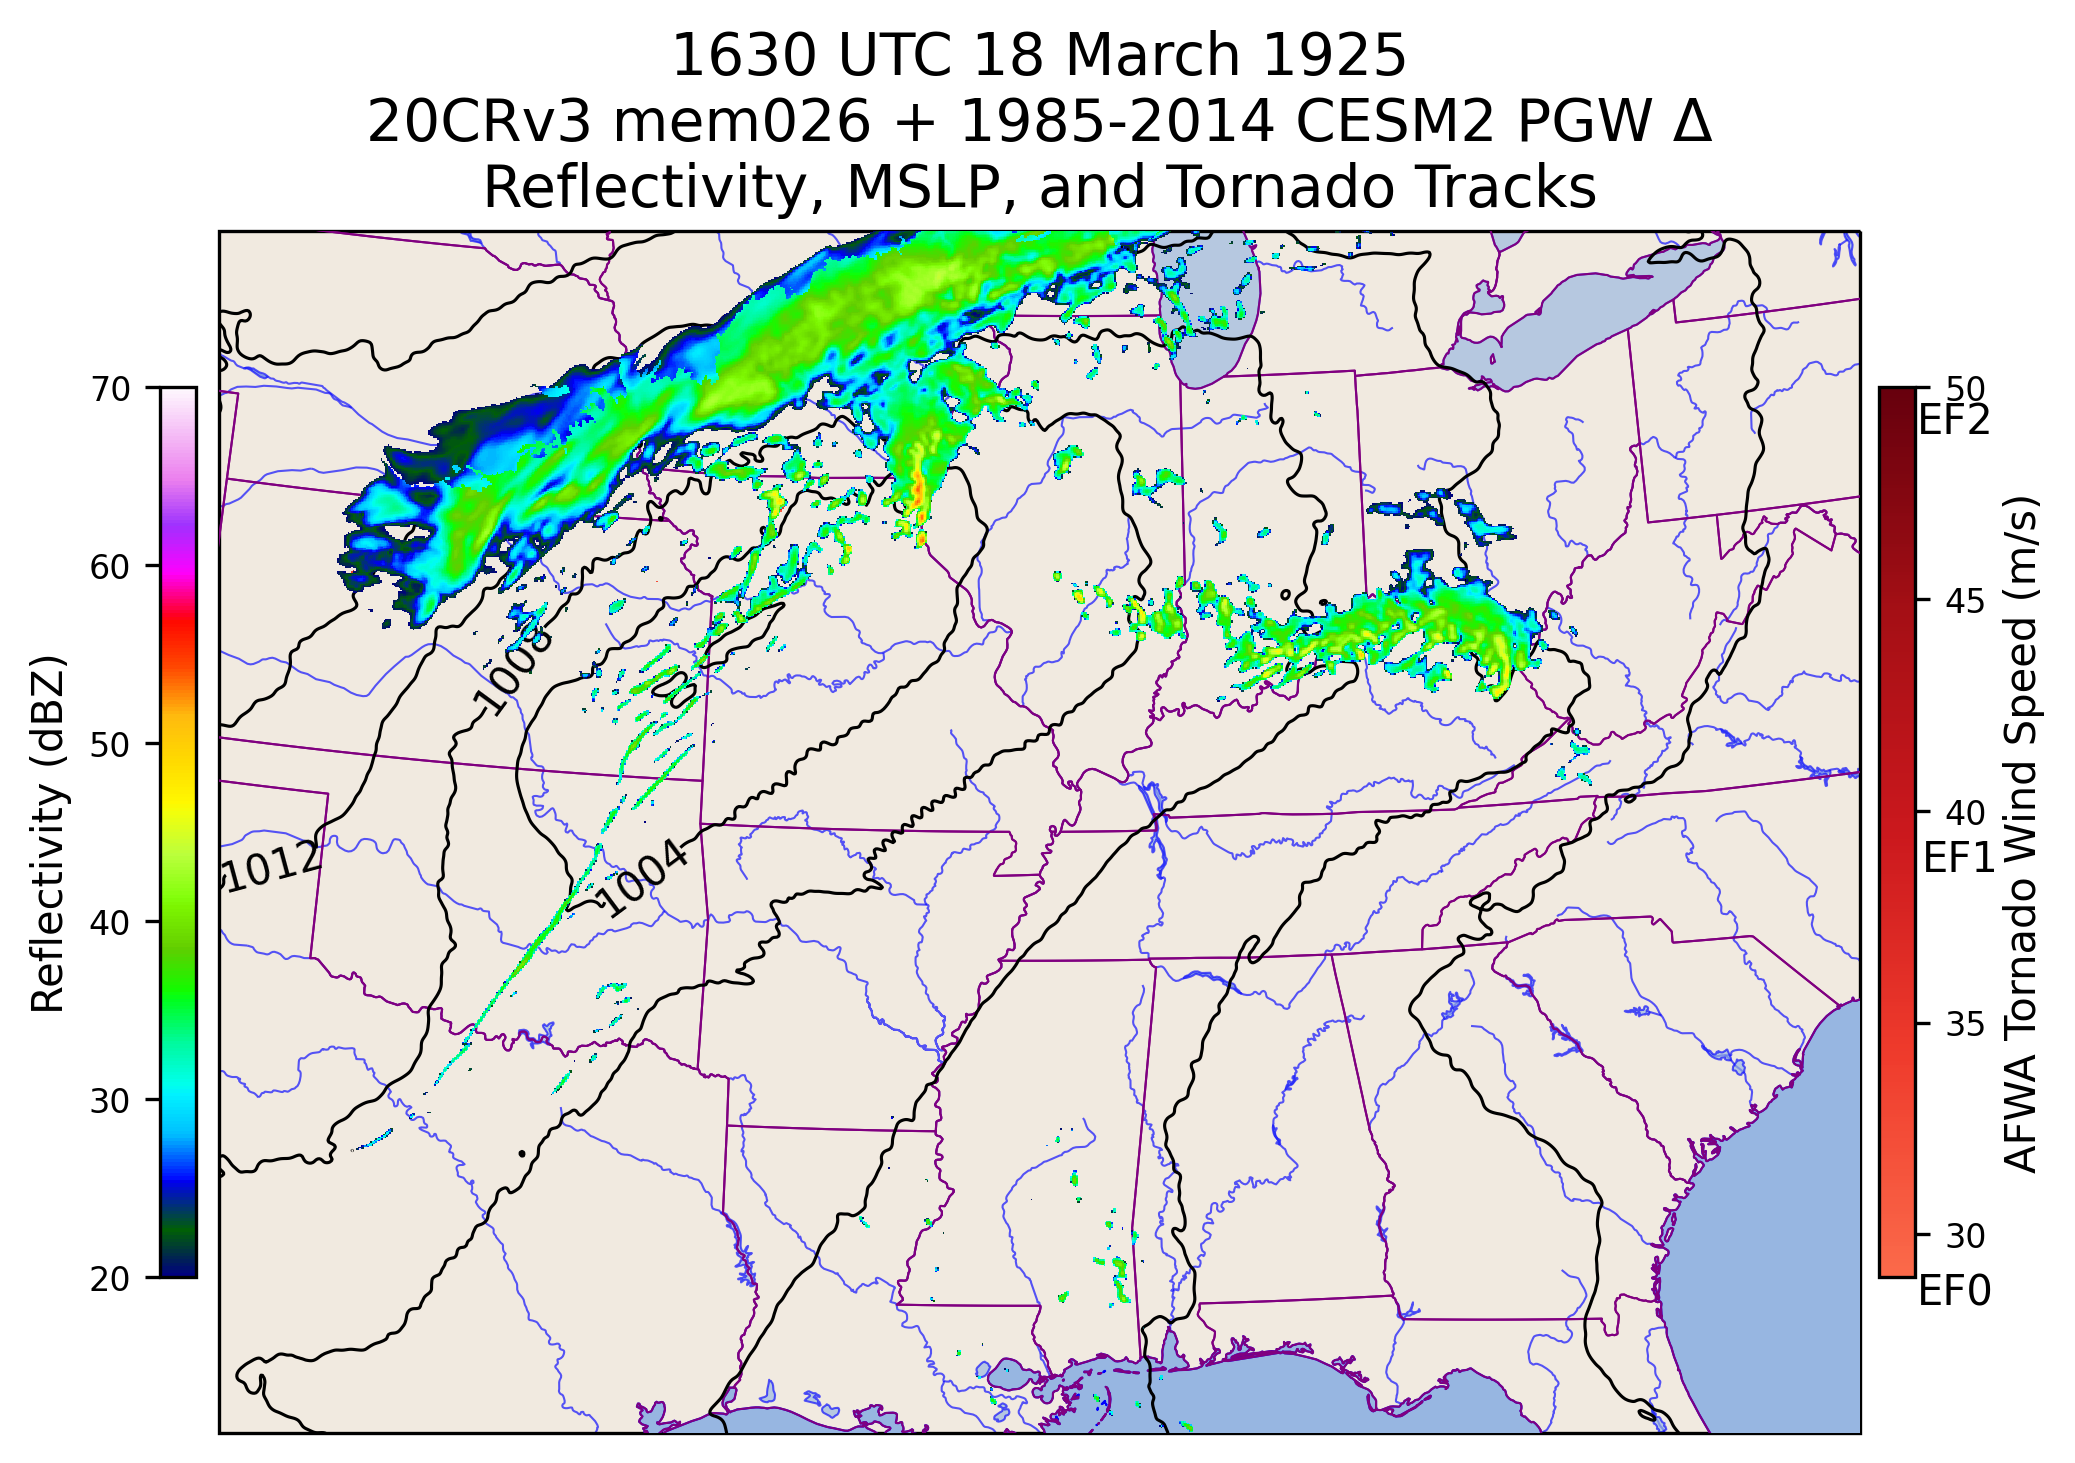 1630 UTC 18 March 1925
20CRv3 mem026 + 1985-2014 CESM2 PGW Δ
Reflectivity, MSLP, and Tornado Tracks
Reflectivity (dBZ)
70
60
50
40
30
20
1008
1012
1004
50
EF2
45
40
EF1
35
30
EF0
AFWA Tornado Wind Speed (m/s)